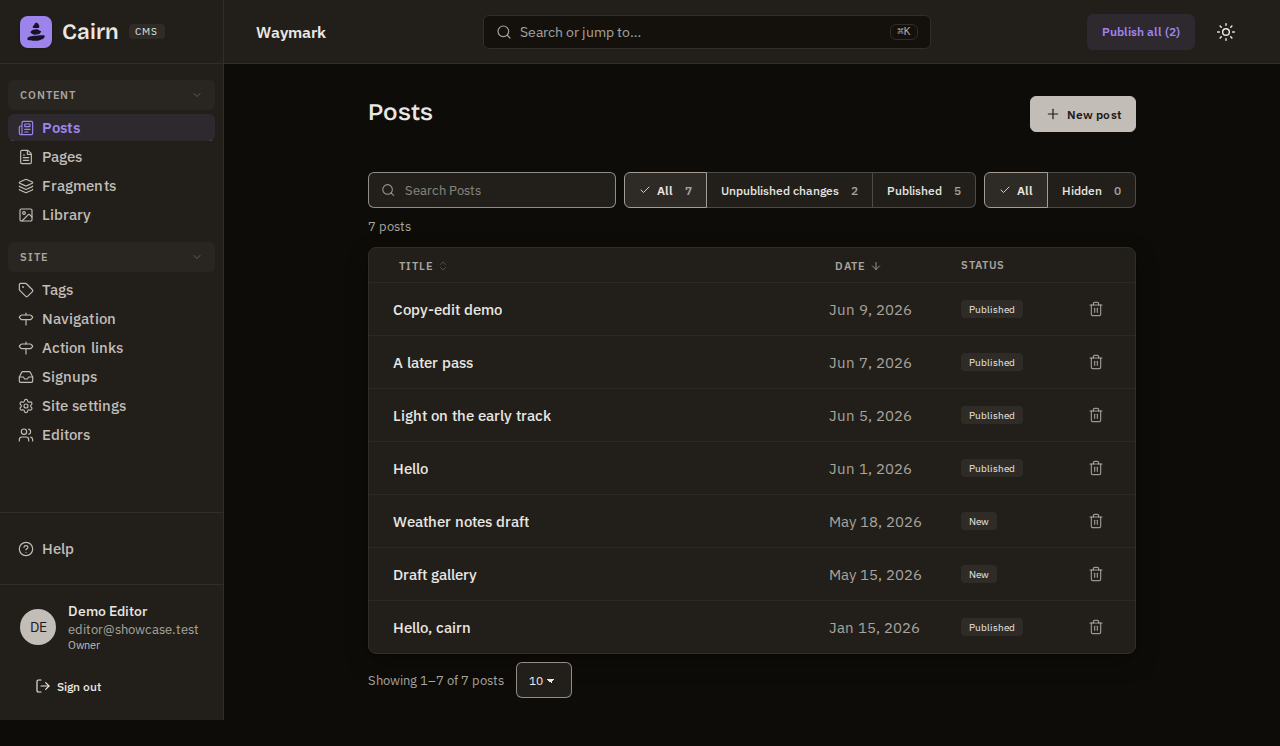 Cairn CMS
Waymark
Search or jump to...
⌘K
Publish all (2)
CONTENT
Posts
Pages
Fragments
Library
SITE
Tags
Navigation
Action links
Signups
Site settings
Editors
Help
DE
Demo Editor
editor@showcase.test
Owner
Sign out
Posts
New post
Search Posts
All 7
Unpublished changes 2
Published 5
All
Hidden 0
7 posts
TITLE DATE STATUS
Copy-edit demo Jun 9, 2026 Published
A later pass Jun 7, 2026 Published
Light on the early track Jun 5, 2026 Published
Hello Jun 1, 2026 Published
Weather notes draft May 18, 2026 New
Draft gallery May 15, 2026 New
Hello, cairn Jan 15, 2026 Published
Showing 1–7 of 7 posts
10